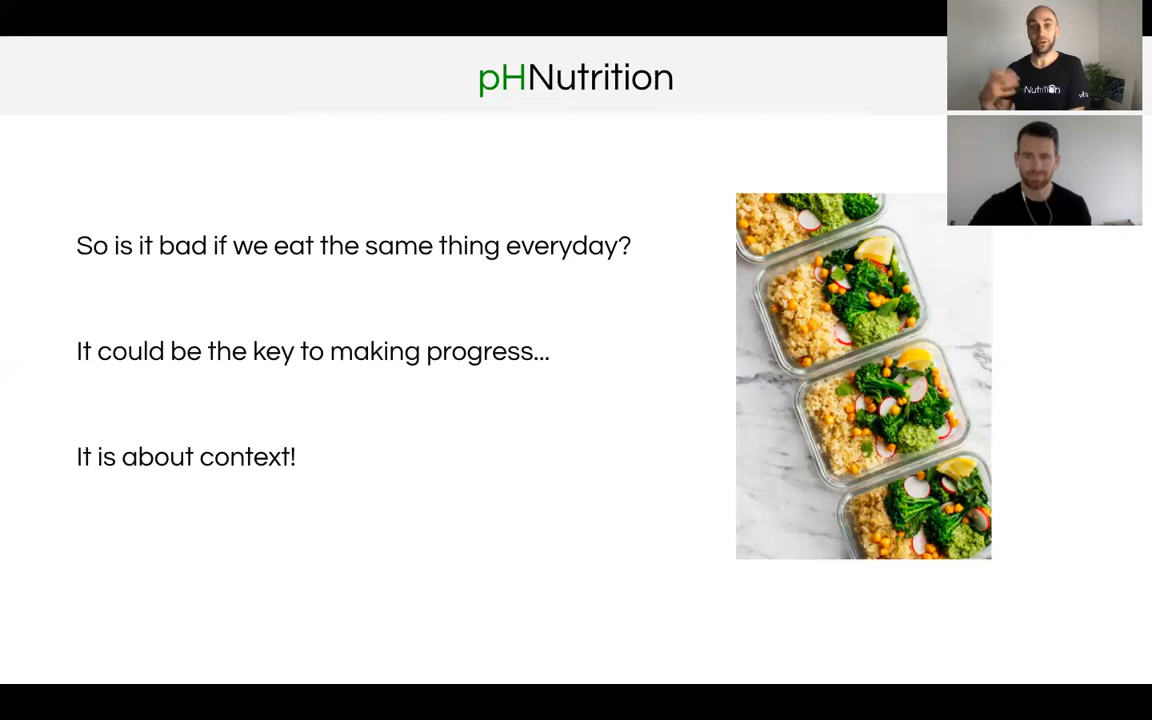 pHNutrition
So is it bad if we eat the same thing everyday?
It could be the key to making progress...
It is about context!
Nutrition